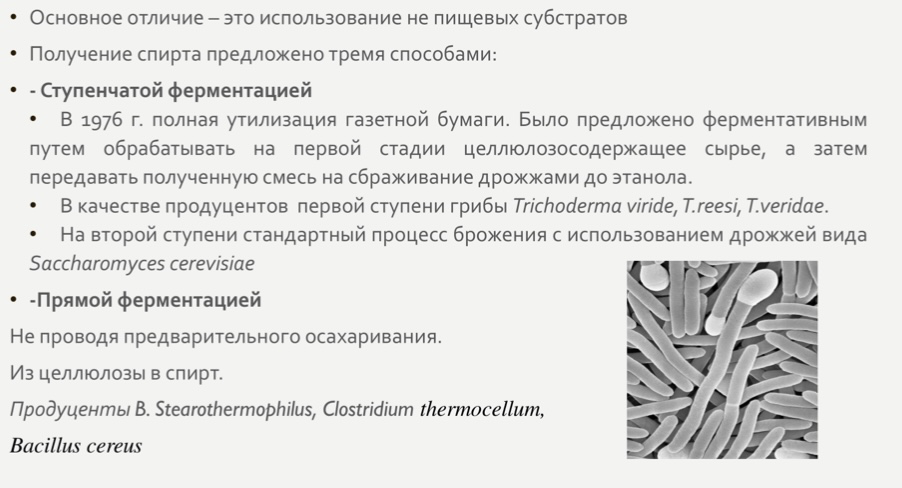 • Основное отличие – это использование не пищевых субстратов
• Получение спирта предложено тремя способами:
• - Ступенчатой ферментацией
• В 1976 г. полная утилизация газетной бумаги. Было предложено ферментативным
путем обрабатывать на первой стадии целлюлозосодержащее сырье, а затем
передавать полученную смесь на сбраживание дрожжами до этанола.
• В качестве продуцентов первой ступени грибы Trichoderma viride, T.reesi, T.veridae.
• На второй ступени стандартный процесс брожения с использованием дрожжей вида
Saccharomyces cerevisiae
• -Прямой ферментацией
Не проводя предварительного осахаривания.
Из целлюлозы в спирт.
Продуценты B. Stearothermophilus, Clostridium thermocellum,
Bacillus cereus